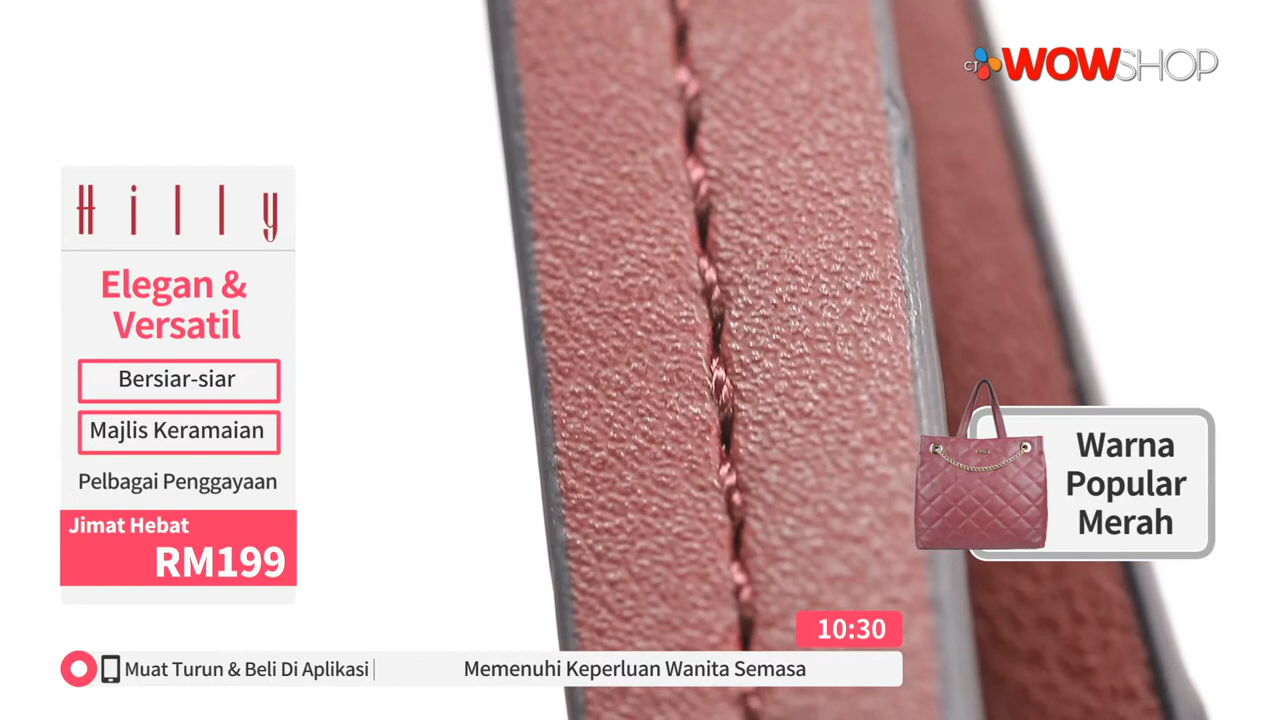 CJ WOWSHOP
Hilly
Elegan &
Versatil
Bersiar-siar
Majlis Keramaian
Pelbagai Penggayaan
Jimat Hebat
RM199
Warna
Popular
Merah
10:30
Muat Turun & Beli Di Aplikasi
Memenuhi Keperluan Wanita Semasa